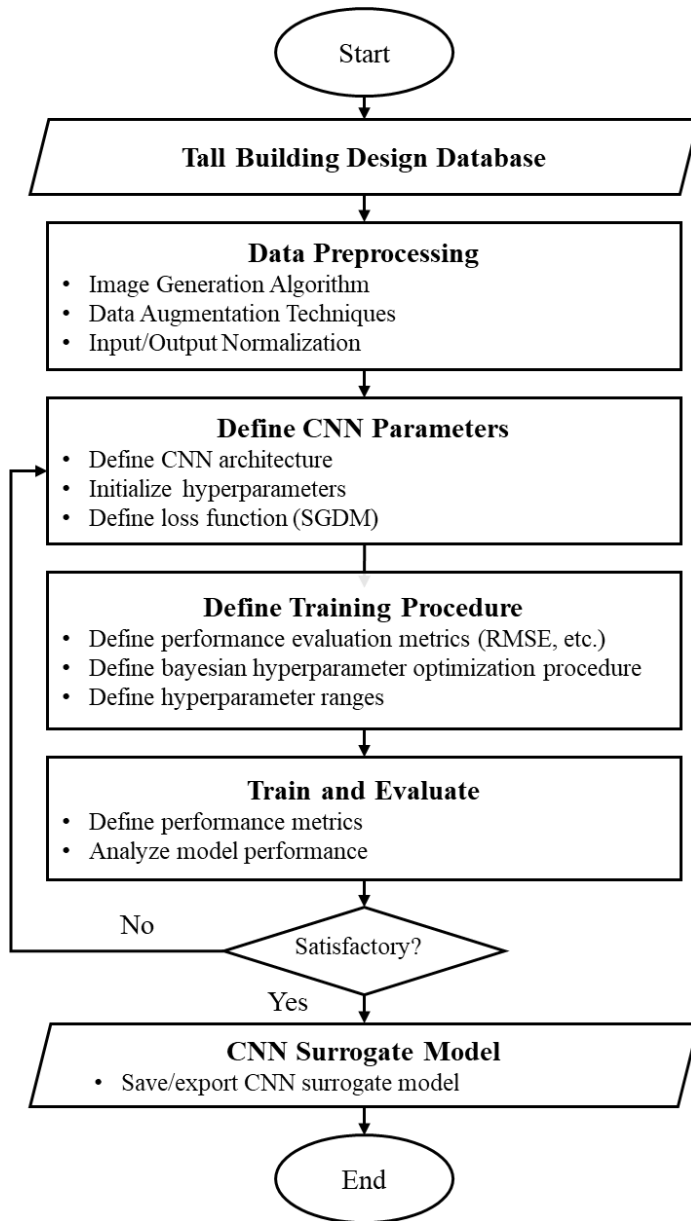 Start
Tall Building Design Database
Data Preprocessing
• Image Generation Algorithm
• Data Augmentation Techniques
• Input/Output Normalization
Define CNN Parameters
• Define CNN architecture
• Initialize hyperparameters
• Define loss function (SGDM)
Define Training Procedure
• Define performance evaluation metrics (RMSE, etc.)
• Define bayesian hyperparameter optimization procedure
• Define hyperparameter ranges
Train and Evaluate
• Define performance metrics
• Analyze model performance
No
Satisfactory?
Yes
CNN Surrogate Model
• Save/export CNN surrogate model
End